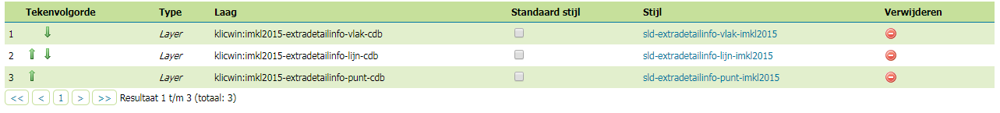 Tekenvolgorde Type Laag Standaard stijl Stijl Verwijderen
1 Layer klicwin:imkl2015-extradetailinfo-vlak-cdb sld-extradetailinfo-vlak-imkl2015
2 Layer klicwin:imkl2015-extradetailinfo-lijn-cdb sld-extradetailinfo-lijn-imkl2015
3 Layer klicwin:imkl2015-extradetailinfo-punt-cdb sld-extradetailinfo-punt-imkl2015
<< < 1 > >> Resultaat 1 t/m 3 (totaal: 3)